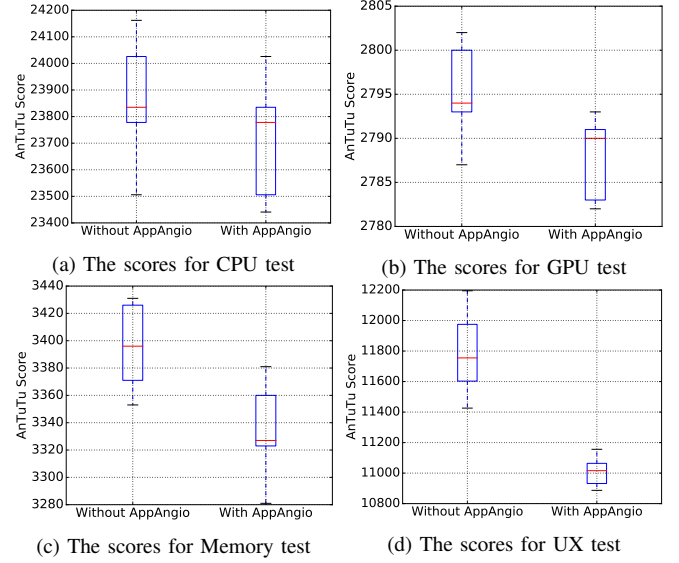 24200
24100
24000
23900
23800
23700
23600
23500
23400
AnTuTu Score
Without AppAngio With AppAngio
(a) The scores for CPU test
2805
2800
2795
2790
2785
2780
AnTuTu Score
Without AppAngio With AppAngio
(b) The scores for GPU test
3440
3420
3400
3380
3360
3340
3320
3300
3280
AnTuTu Score
Without AppAngio With AppAngio
(c) The scores for Memory test
12200
12000
11800
11600
11400
11200
11000
10800
AnTuTu Score
Without AppAngio With AppAngio
(d) The scores for UX test